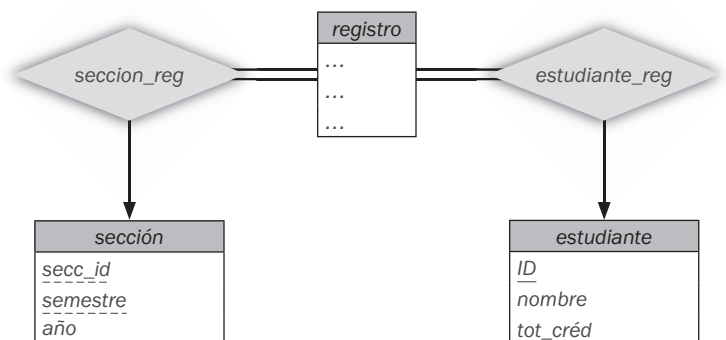 registro
...
...
...
seccion_reg
estudiante_reg
sección
secc_id
semestre
año
estudiante
ID
nombre
tot_créd